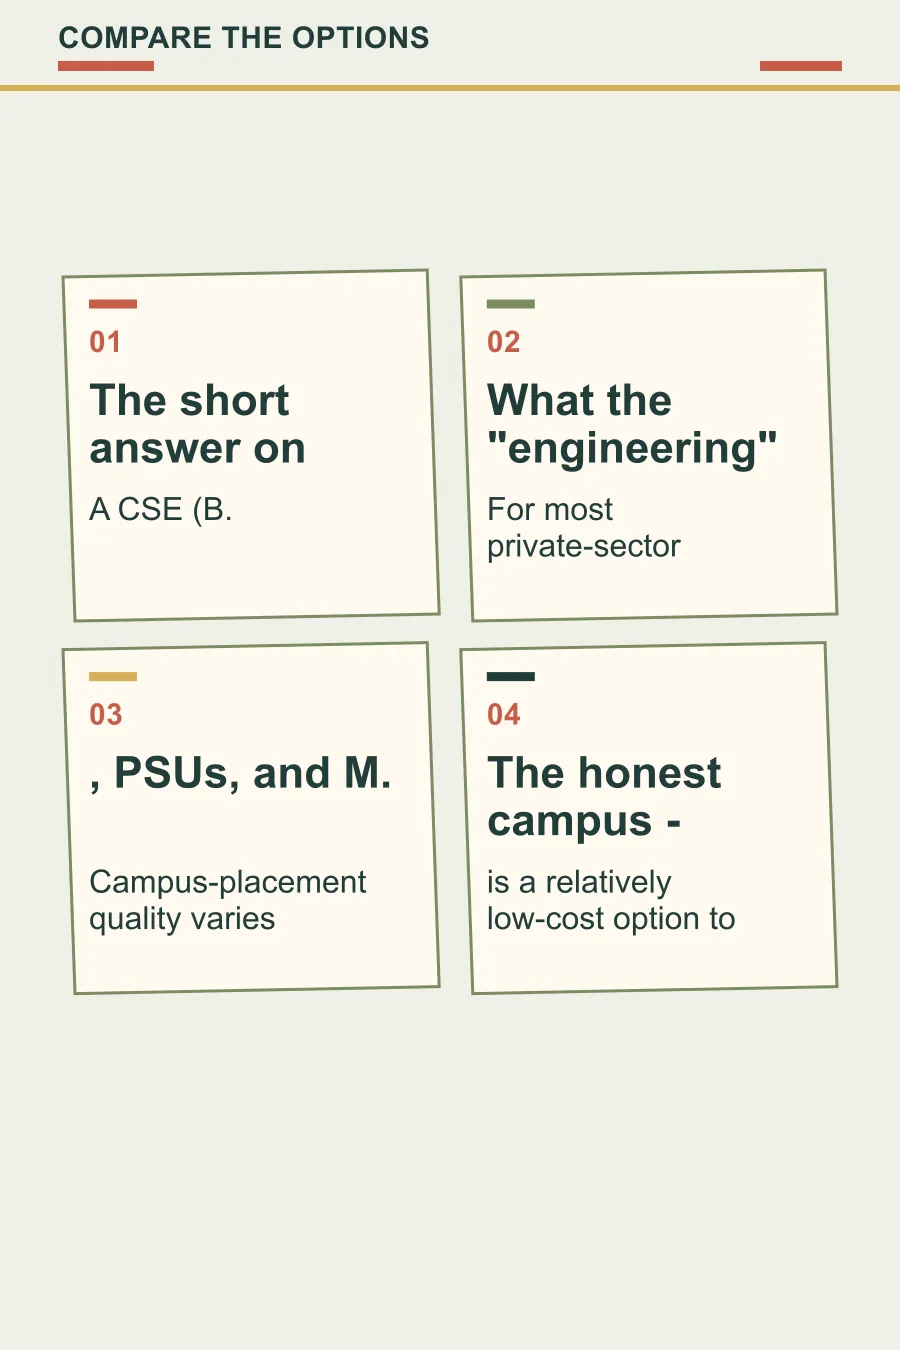 COMPARE THE OPTIONS
01
The short
answer on
A CSE (B.
02
What the
"engineering"
For most
private-sector
03
, PSUs, and M.
Campus-placement
quality varies
04
The honest
campus -
is a relatively
low-cost option to